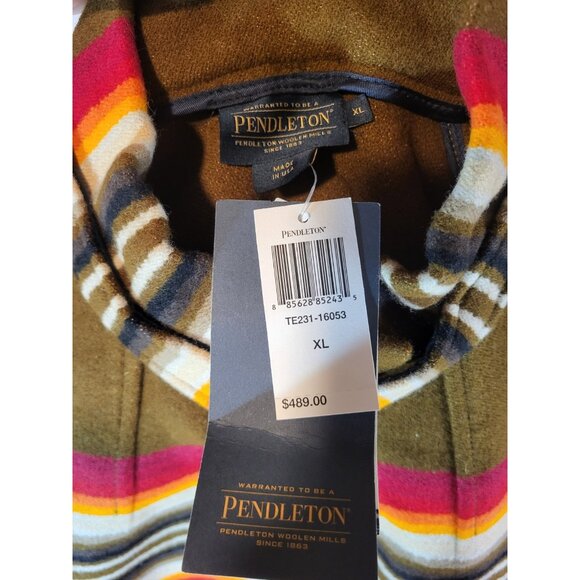 WARRANTED TO BE A
PENDLETON®
PENDLETON WOOLEN MILLS®
SINCE 1863
XL
MADE
IN USA
PENDLETON®
8 85628 85243 5
TE231-16053
XL
$489.00
WARRANTED TO BE A
PENDLETON®
PENDLETON WOOLEN MILLS
SINCE 1863